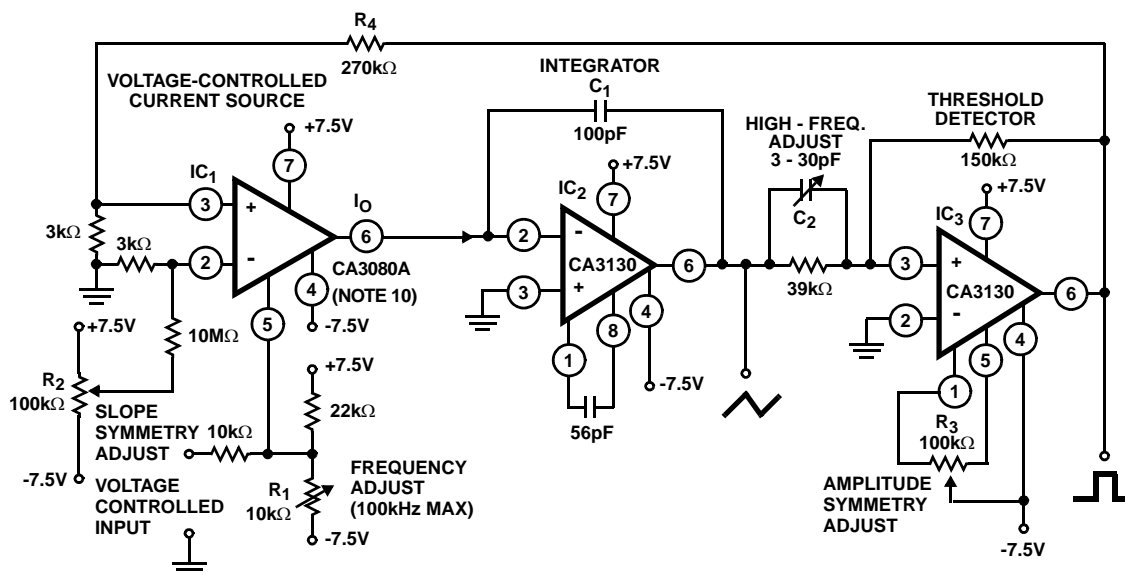 R4
270kΩ
VOLTAGE-CONTROLLED
CURRENT SOURCE
+7.5V
7
IC1
3
+
3kΩ
3kΩ
2
-
IO
6
CA3080A
(NOTE 10)
4
-7.5V
5
+7.5V
10MΩ
R2
100kΩ
-7.5V
SLOPE
SYMMETRY
ADJUST
10kΩ
VOLTAGE
CONTROLLED
INPUT
+7.5V
22kΩ
R1
10kΩ
FREQUENCY
ADJUST
(100kHz MAX)
-7.5V
INTEGRATOR
C1
100pF
+7.5V
7
IC2
2
-
CA3130
3
+
6
1
8
4
56pF
-7.5V
HIGH - FREQ.
ADJUST
3 - 30pF
C2
39kΩ
THRESHOLD
DETECTOR
150kΩ
+7.5V
IC3
7
3
+
CA3130
2
-
6
4
5
1
R3
100kΩ
AMPLITUDE
SYMMETRY
ADJUST
-7.5V